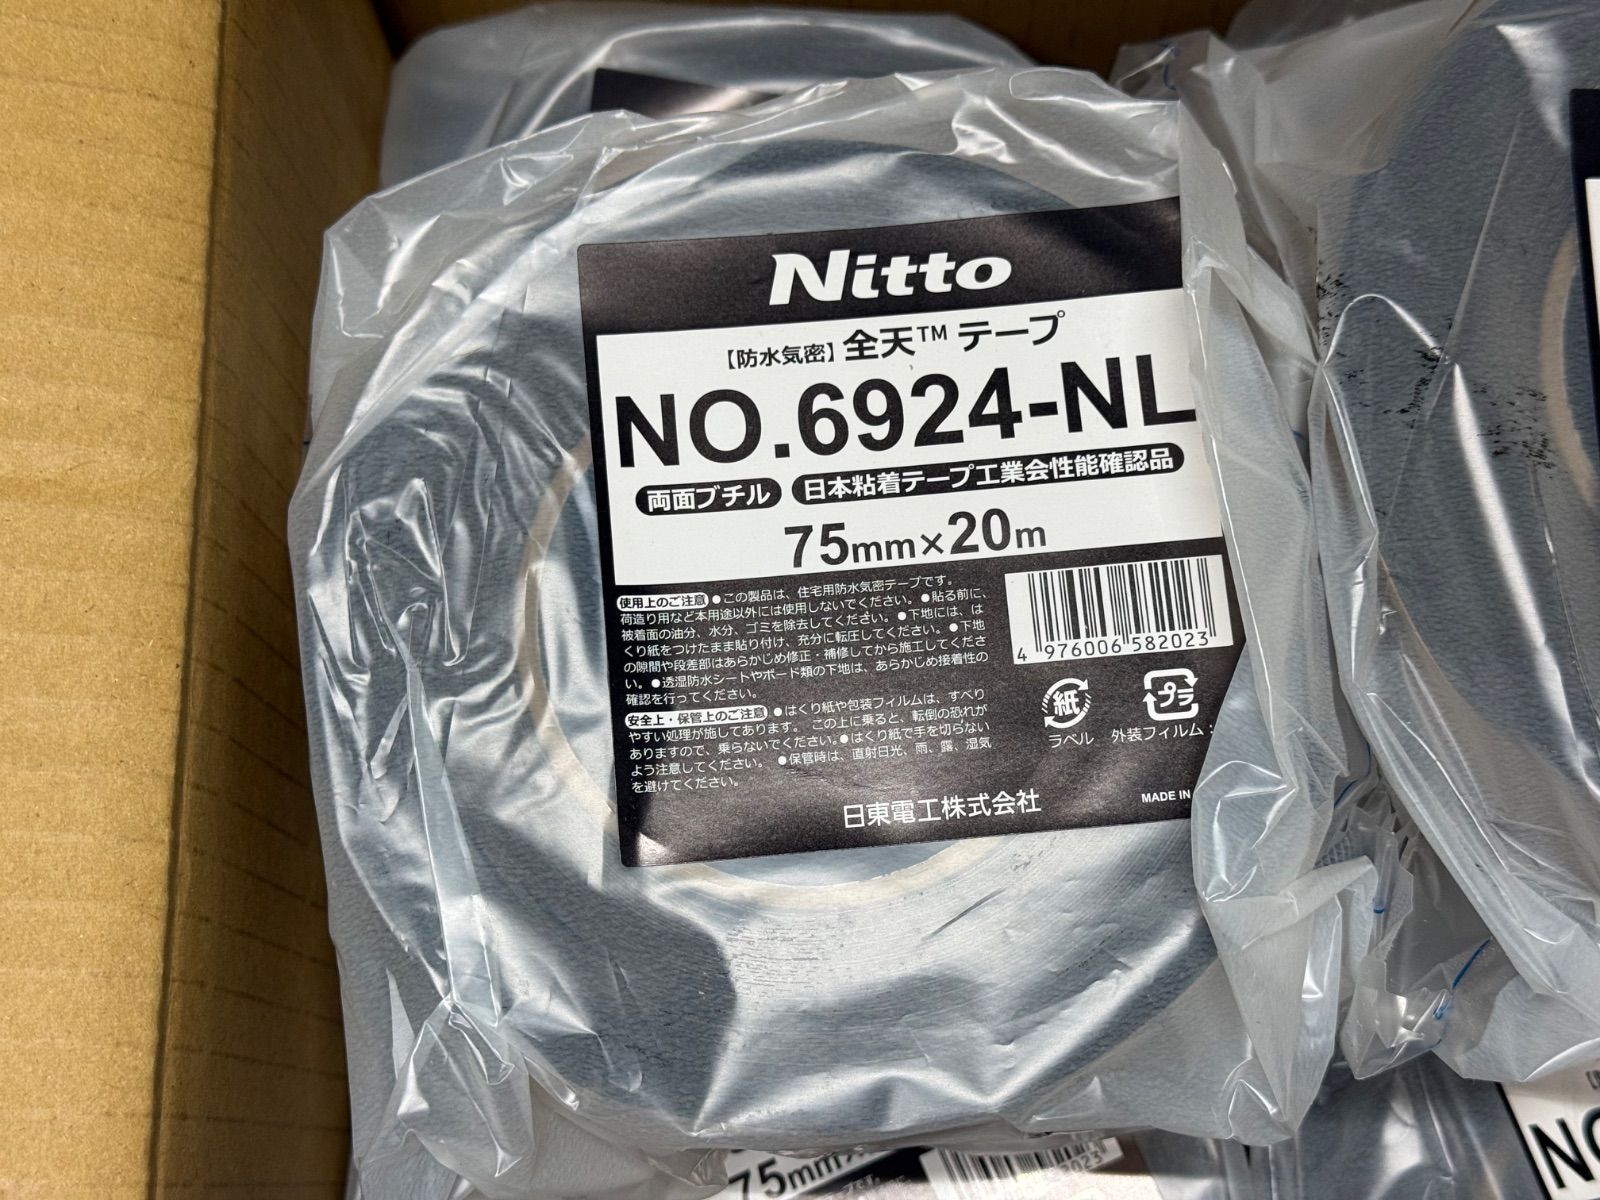 Nitto
【防水気密】全天™ テープ
NO.6924-NL
両面ブチル 日本粘着テープ工業会性能確認品
75mm×20m
使用上のご注意 ●この製品は、住宅用防水気密テープです。
荷造り用など本用途以外には使用しないでください。●貼る前に、
被着面の油分、水分、ゴミを除去してください。●下地には、は
くり紙をつけたまま貼り付け、充分に転圧してください。●下地
の隙間や段差部はあらかじめ修正・補修してから施工してくださ
い。●透湿防水シートやボード類の下地は、あらかじめ接着性の
確認を行ってください。
安全上・保管上のご注意 ●はくり紙や包装フィルムは、すべり
やすい処理が施してあります。この上に乗ると、転倒の恐れが
ありますので、乗らないでください。●はくり紙で手を切らない
よう注意してください。 ●保管時は、直射日光、雨、露、湿気
を避けてください。
4 976006 582023
紙 プラ
ラベル 外装フィルム:
日東電工株式会社
MADE IN
75mm
2023
NO